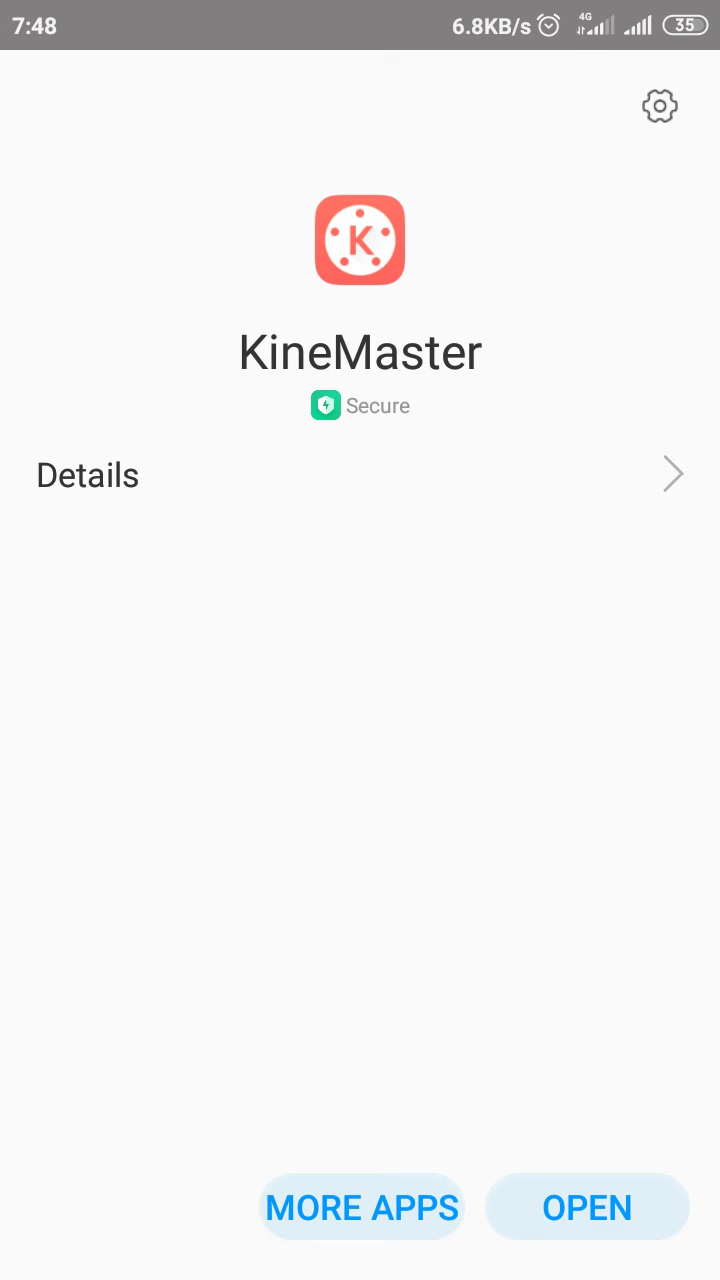 7:48 6.8KB/s 4G 35
K
KineMaster
Secure
Details
MORE APPS OPEN